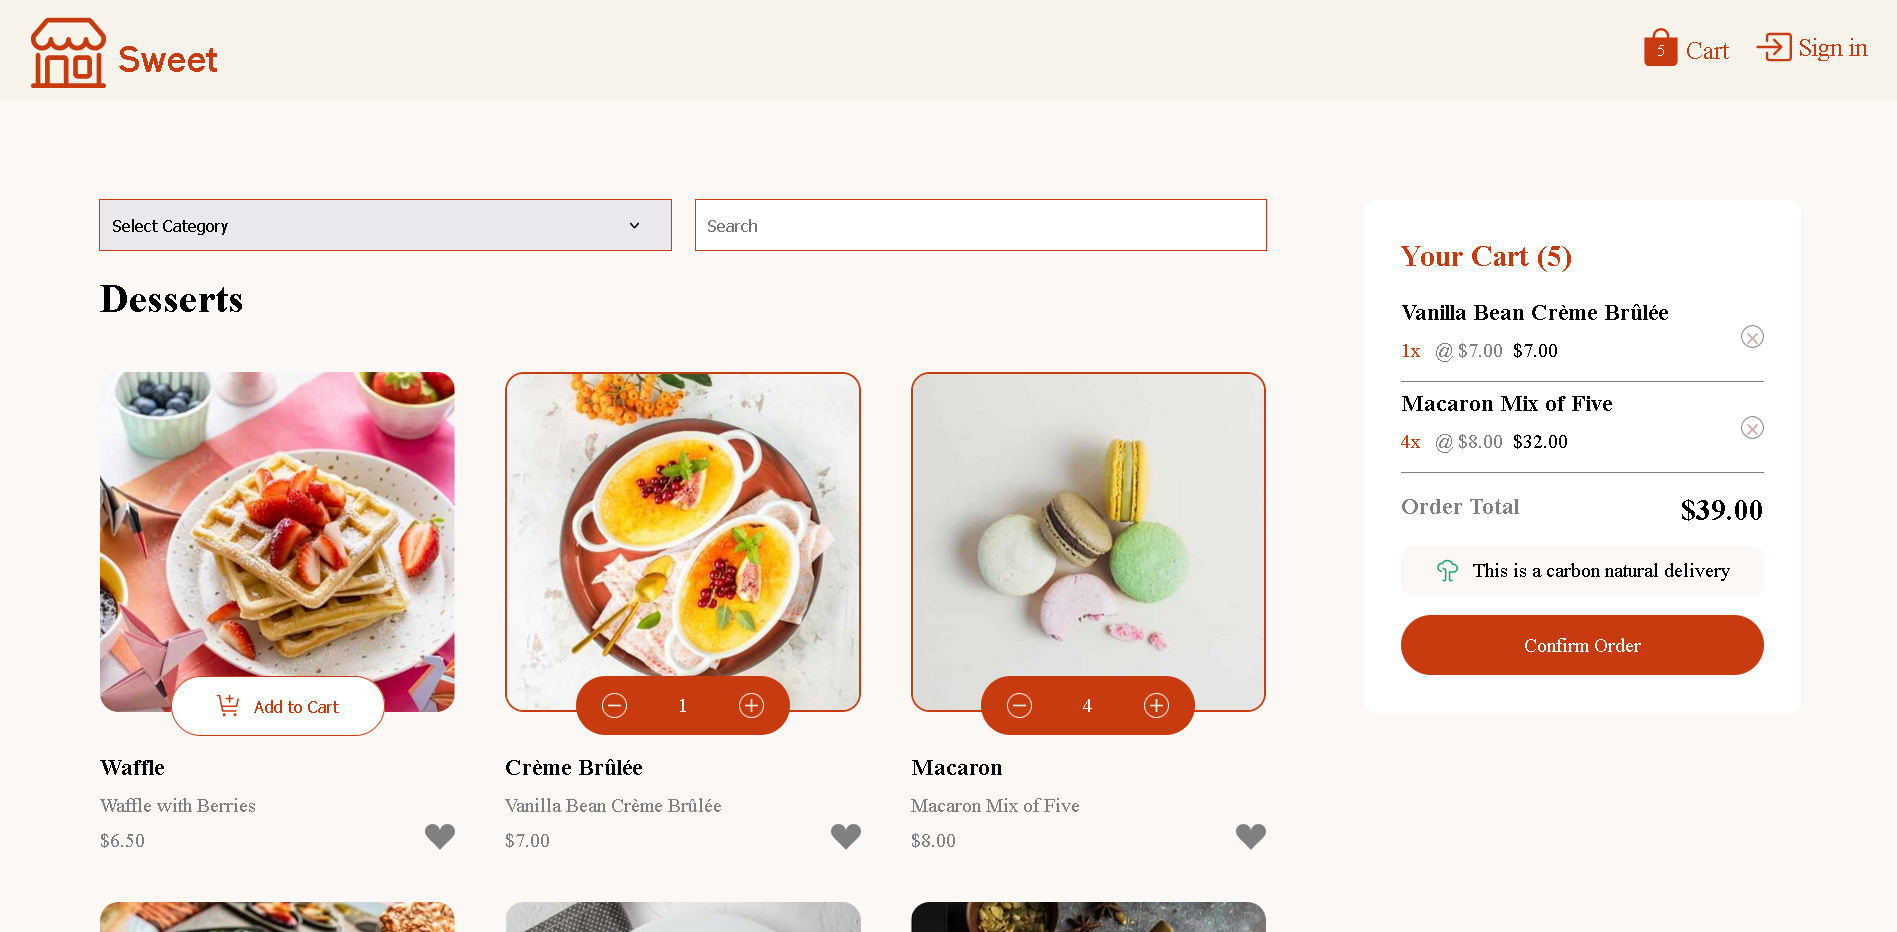 Sweet
5 Cart
Sign in
Select Category
Search
Desserts
Add to Cart
1
4
Waffle
Waffle with Berries
$6.50
Crème Brûlée
Vanilla Bean Crème Brûlée
$7.00
Macaron
Macaron Mix of Five
$8.00
Your Cart (5)
Vanilla Bean Crème Brûlée
1x @ $7.00 $7.00
Macaron Mix of Five
4x @ $8.00 $32.00
Order Total $39.00
This is a carbon natural delivery
Confirm Order